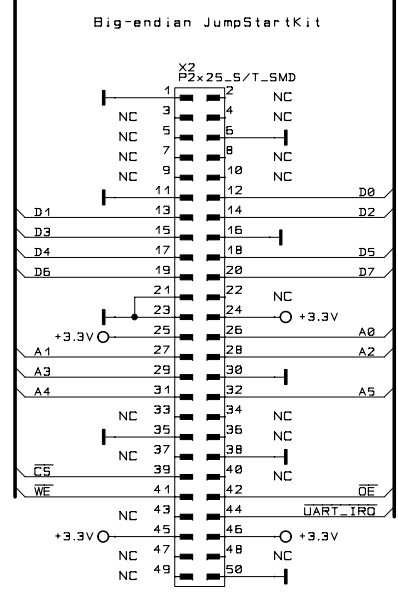 Big-endian JumpStartKit
X2
P2x25_S/T_SMD
1 2 NC
NC 3 4 NC
NC 5 6
NC 7 8 NC
NC 9 10 NC
11 12 D0
D1 13 14 D2
D3 15 16
D4 17 18 D5
D6 19 20 D7
21 22 NC
23 24 +3.3V
+3.3V 25 26 A0
A1 27 28 A2
A3 29 30
A4 31 32 A5
NC 33 34 NC
35 36 NC
NC 37 38
CS 39 40 NC
WE 41 42 OE
NC 43 44 UART_IRQ
+3.3V 45 46 +3.3V
NC 47 48 NC
NC 49 50